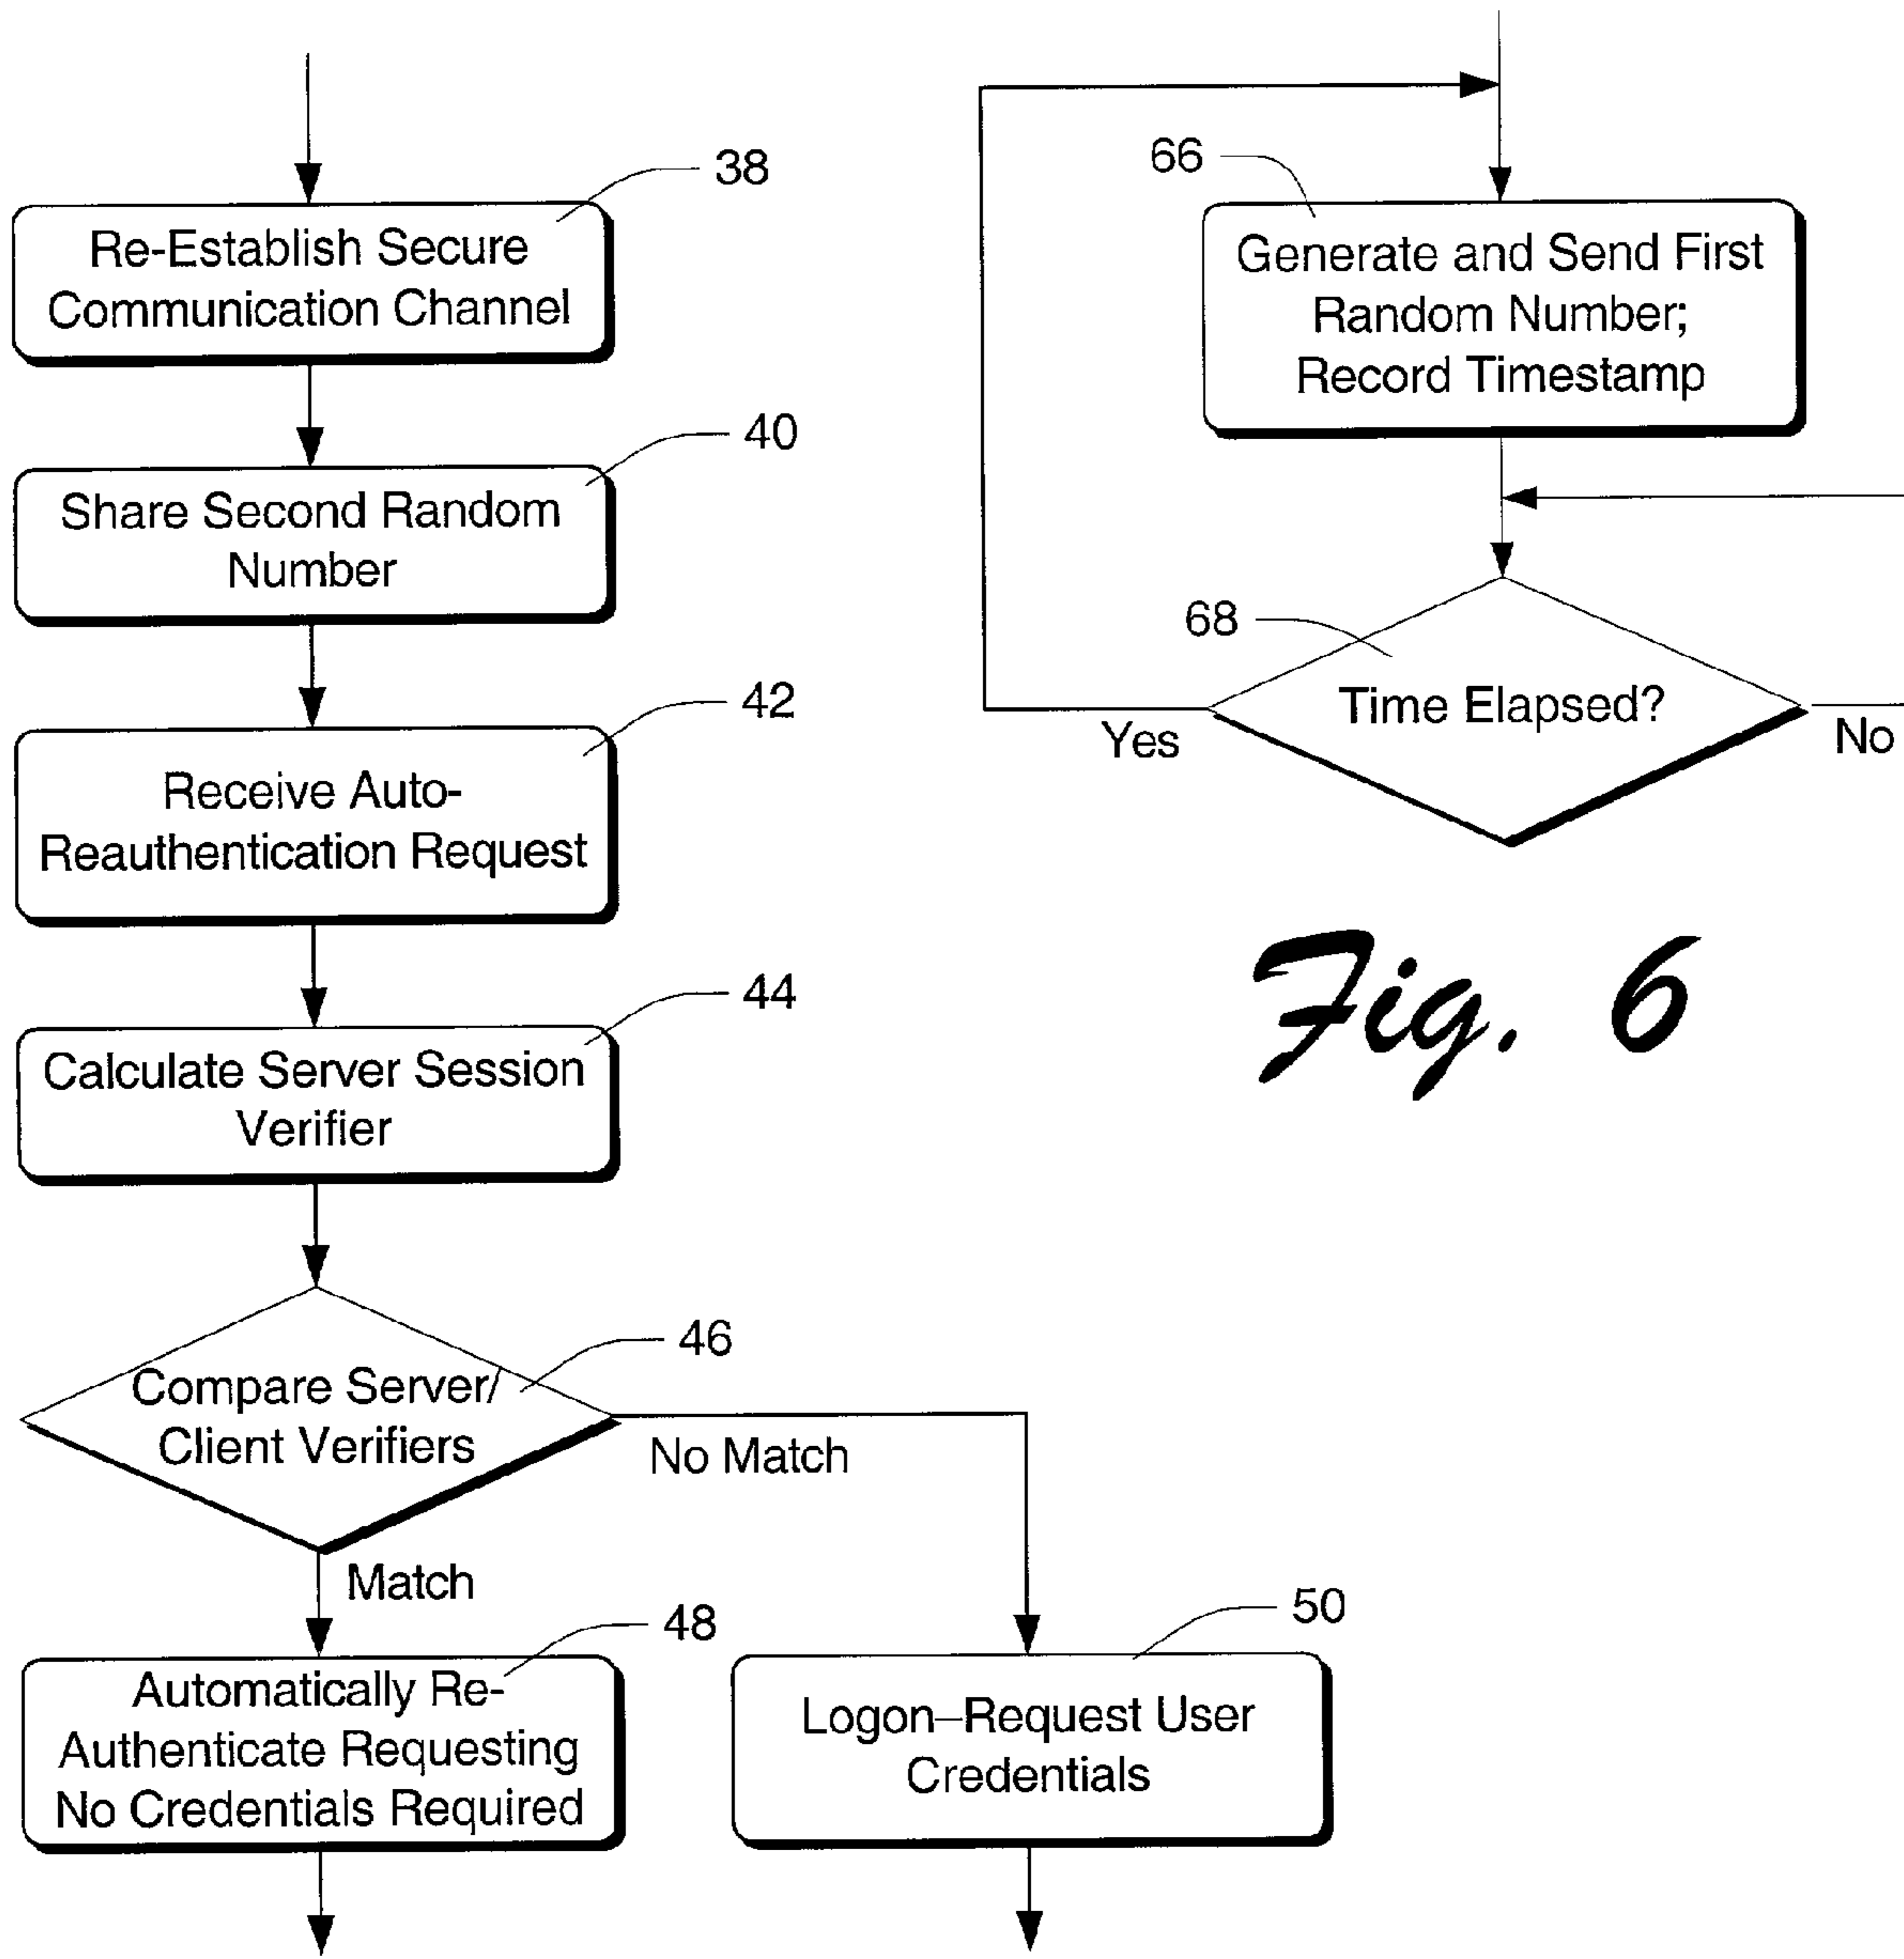 38
Re-Establish Secure
Communication Channel
40
Share Second Random
Number
42
Receive Auto-
Reauthentication Request
44
Calculate Server Session
Verifier
46
Compare Server/
Client Verifiers
No Match
Match
48
Automatically Re-
Authenticate Requesting
No Credentials Required
50
Logon–Request User
Credentials
66
Generate and Send First
Random Number;
Record Timestamp
68
Time Elapsed?
Yes
No
Fig. 6